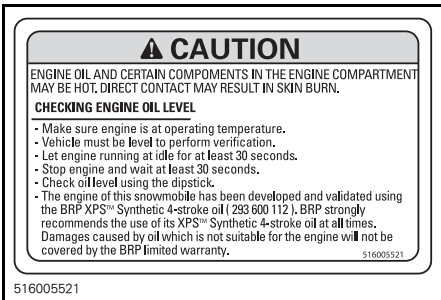 ⚠ CAUTION
ENGINE OIL AND CERTAIN COMPOMENTS IN THE ENGINE COMPARTMENT
MAY BE HOT. DIRECT CONTACT MAY RESULT IN SKIN BURN.
CHECKING ENGINE OIL LEVEL
- Make sure engine is at operating temperature.
- Vehicle must be level to perform verification.
- Let engine running at idle for at least 30 seconds.
- Stop engine and wait at least 30 seconds.
- Check oil level using the dipstick.
- The engine of this snowmobile has been developed and validated using
the BRP XPS™ Synthetic 4-stroke oil ( 293 600 112 ). BRP strongly
recommends the use of its XPS™ Synthetic 4-stroke oil at all times.
Damages caused by oil which is not suitable for the engine will not be
covered by the BRP limited warranty.
516005521
516005521